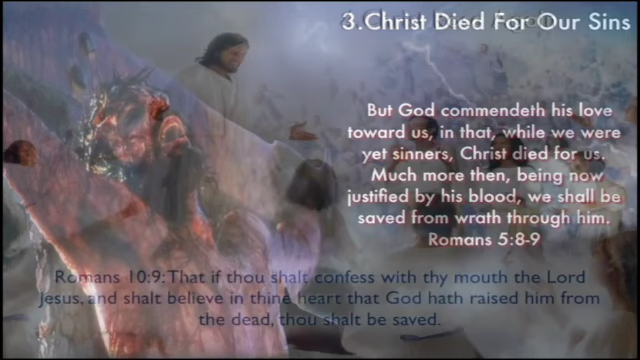 3.Christ Died For Our Sins
But God commendeth his love
toward us, in that, while we were
yet sinners, Christ died for us.
Much more then, being now
justified by his blood, we shall be
saved from wrath through him.
Romans 5:8-9
Romans 10:9: That if thou shalt confess with thy mouth the Lord
Jesus, and shalt believe in thine heart that God hath raised him from
the dead, thou shalt be saved.